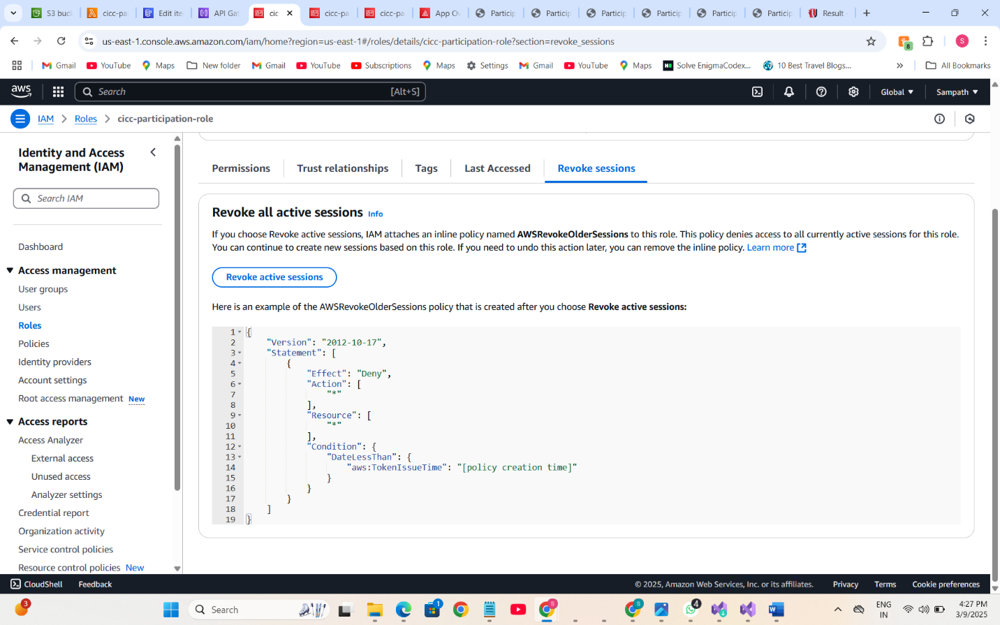 S3 buc
cicc-pa
Edit ite
API Gat
cic
cicc-pa
cicc-pa
App Ov
Particip
Particip
Particip
Particip
Particip
Particip
Result
us-east-1.console.aws.amazon.com/iam/home?region=us-east-1#/roles/details/cicc-participation-role?section=revoke_sessions
8
S
Gmail
YouTube
Maps
New folder
Gmail
YouTube
Subscriptions
Maps
Settings
Gmail
YouTube
Maps
Solve EnigmaCodex...
10 Best Travel Blogs...
»
All Bookmarks
aws
Search
[Alt+S]
Global
Sampath
IAM
Roles
cicc-participation-role
Identity and Access
Management (IAM)
Search IAM
Dashboard
Access management
User groups
Users
Roles
Policies
Identity providers
Account settings
Root access management New
Access reports
Access Analyzer
External access
Unused access
Analyzer settings
Credential report
Organization activity
Service control policies
Resource control policies New
Permissions
Trust relationships
Tags
Last Accessed
Revoke sessions
Revoke all active sessions Info
If you choose Revoke active sessions, IAM attaches an inline policy named AWSRevokeOlderSessions to this role. This policy denies access to all currently active sessions for this role.
You can continue to create new sessions based on this role. If you need to undo this action later, you can remove the inline policy. Learn more
Revoke active sessions
Here is an example of the AWSRevokeOlderSessions policy that is created after you choose Revoke active sessions:
1 {
2 "Version": "2012-10-17",
3 "Statement": [
4 {
5 "Effect": "Deny",
6 "Action": [
7 "*"
8 ],
9 "Resource": [
10 "*"
11 ],
12 "Condition": {
13 "DateLessThan": {
14 "aws:TokenIssueTime": "[policy creation time]"
15 }
16 }
17 }
18 ]
19 }
CloudShell
Feedback
© 2025, Amazon Web Services, Inc. or its affiliates.
Privacy
Terms
Cookie preferences
3
Search
1
S
S
4
ENG
IN
4:27 PM
3/9/2025